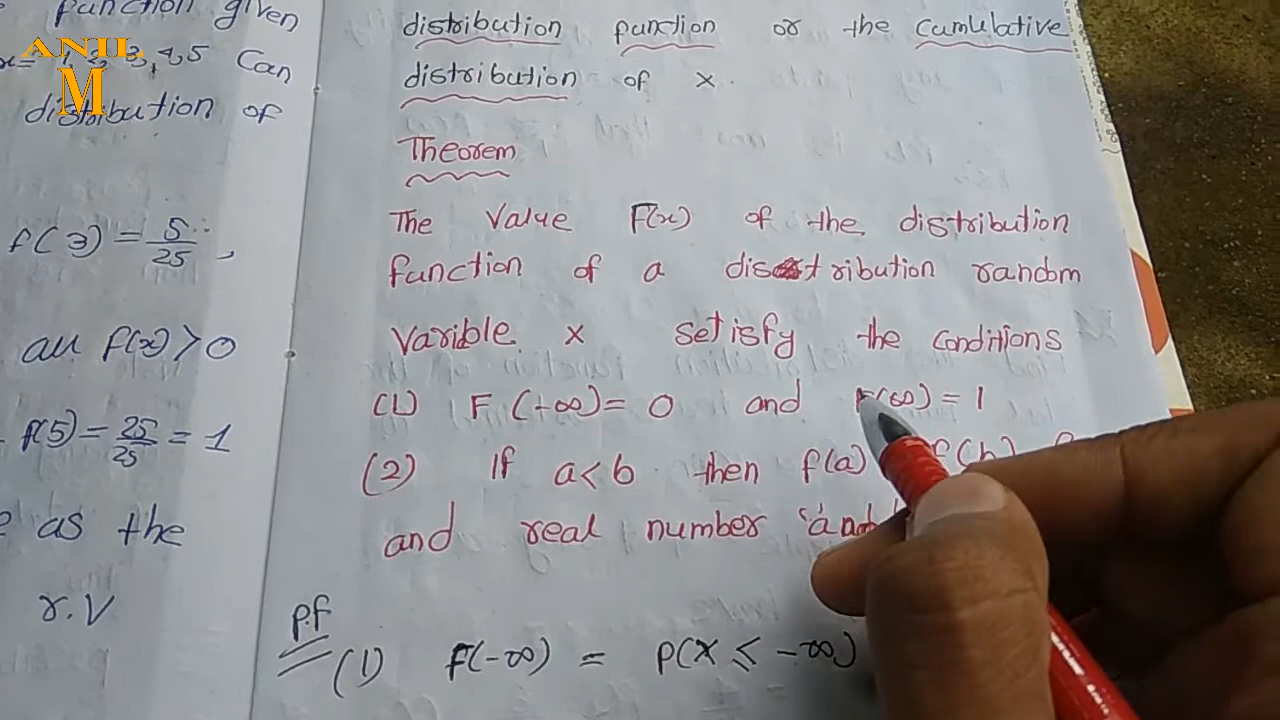 function given
x= 1, 2, 3, 4, 5 Can
distribution of
f(3) = 5/25 ,
all f(x) > 0
f(5) = 25/25 = 1
as the
r.V
ANIL
M
distribution function or the Cumulative
distribution of x.
Theorem
The Value F(x) of the distribution
function of a distribution random
Varible x setisfy the conditions
(1) F(+∞) = 0 and F(∞) = 1
(2) If a<b then f(a) f(b)
and real number 'a'
P.f
(1) F(-∞) = P(X ≤ -∞)